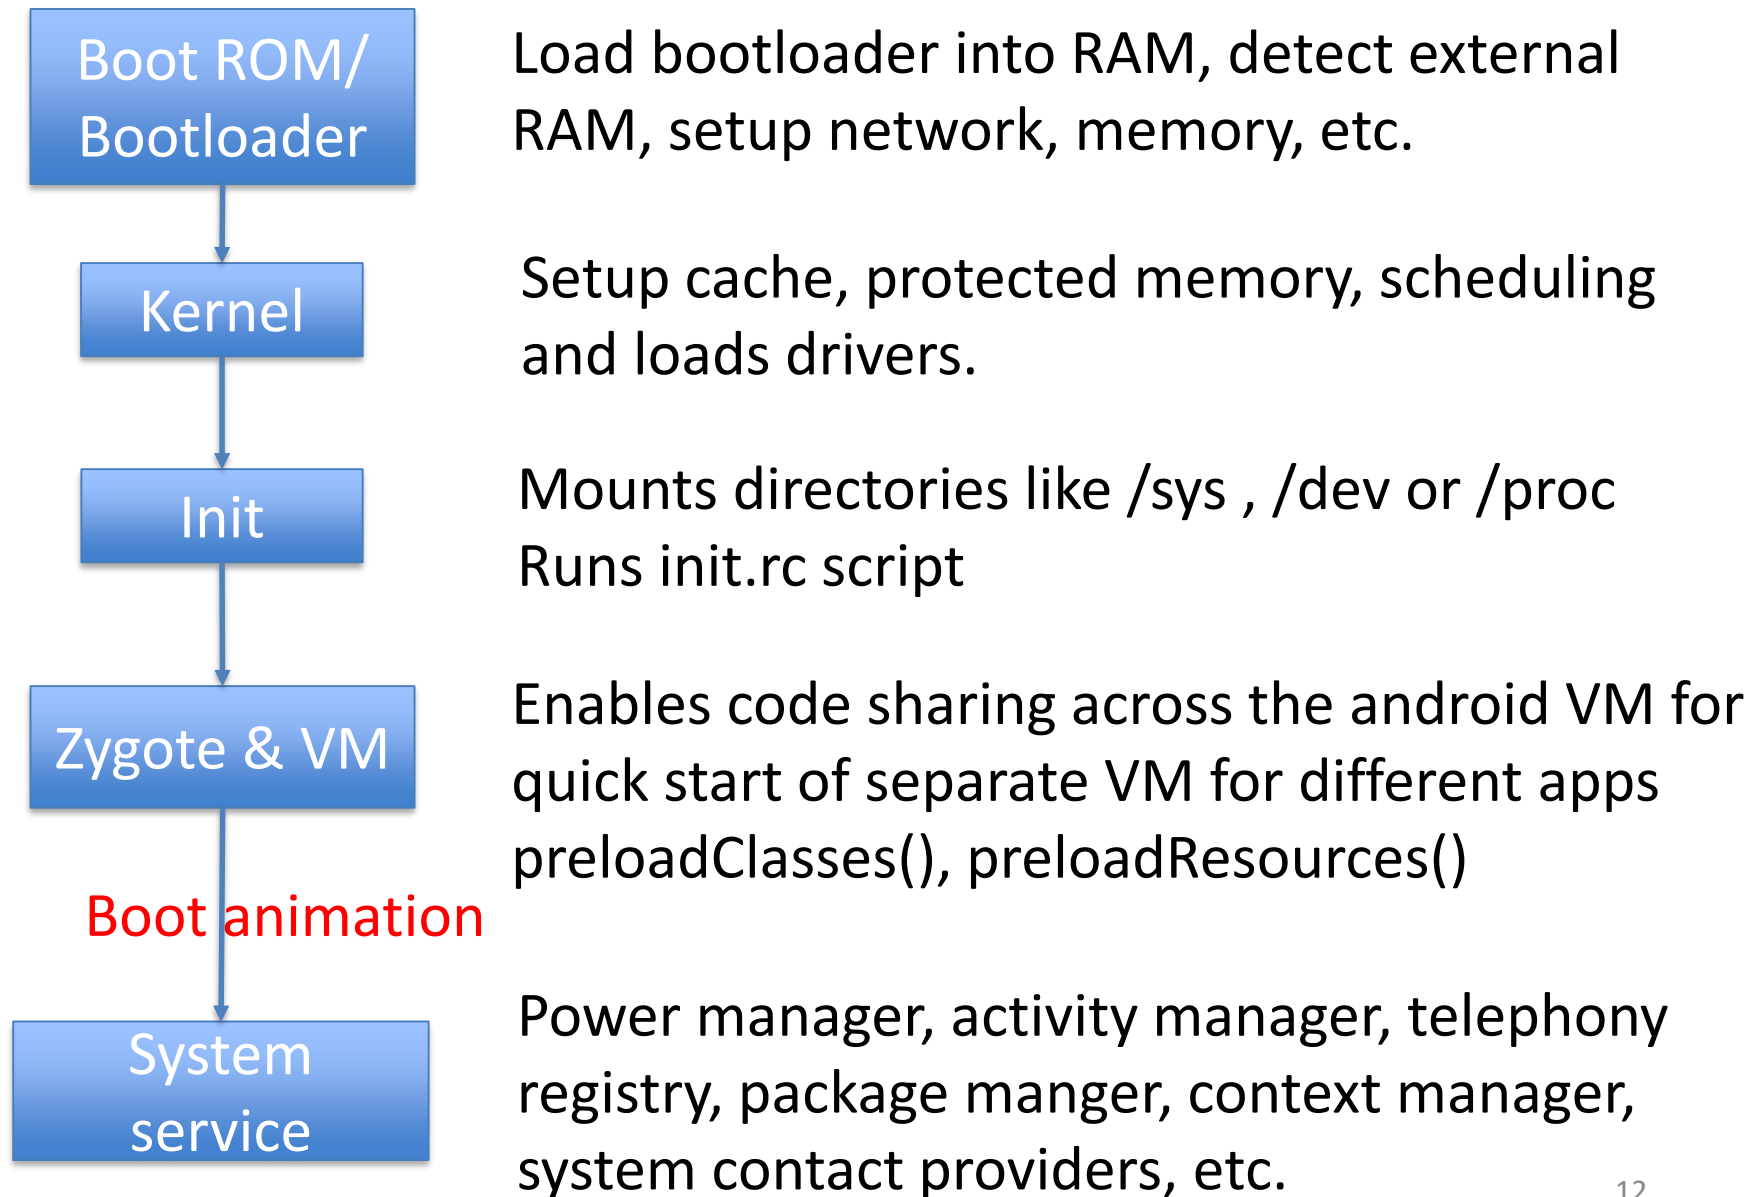 Boot ROM/
Bootloader
Load bootloader into RAM, detect external
RAM, setup network, memory, etc.
Kernel
Setup cache, protected memory, scheduling
and loads drivers.
Init
Mounts directories like /sys , /dev or /proc
Runs init.rc script
Zygote & VM
Enables code sharing across the android VM for
quick start of separate VM for different apps
preloadClasses(), preloadResources()
Boot animation
System
service
Power manager, activity manager, telephony
registry, package manger, context manager,
system contact providers, etc.
12